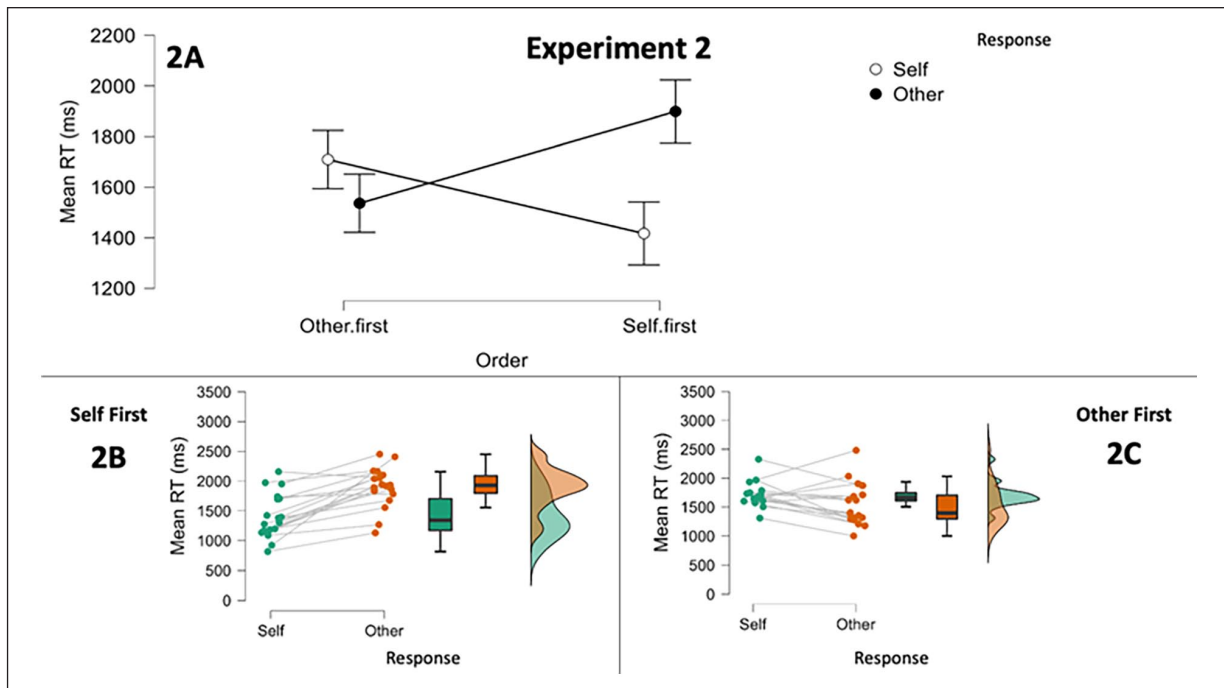 2A
Experiment 2
Response
Self
Other
Mean RT (ms)
2200
2000
1800
1600
1400
1200
Other.first
Self.first
Order
Self First
2B
Mean RT (ms)
3500
3000
2500
2000
1500
1000
500
0
Self
Other
Response
Other First
2C
Mean RT (ms)
3500
3000
2500
2000
1500
1000
500
0
Self
Other
Response